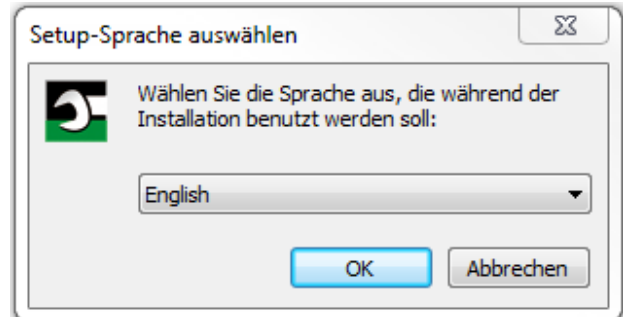 Setup-Sprache auswählen
Wählen Sie die Sprache aus, die während der
Installation benutzt werden soll:
English
OK
Abbrechen